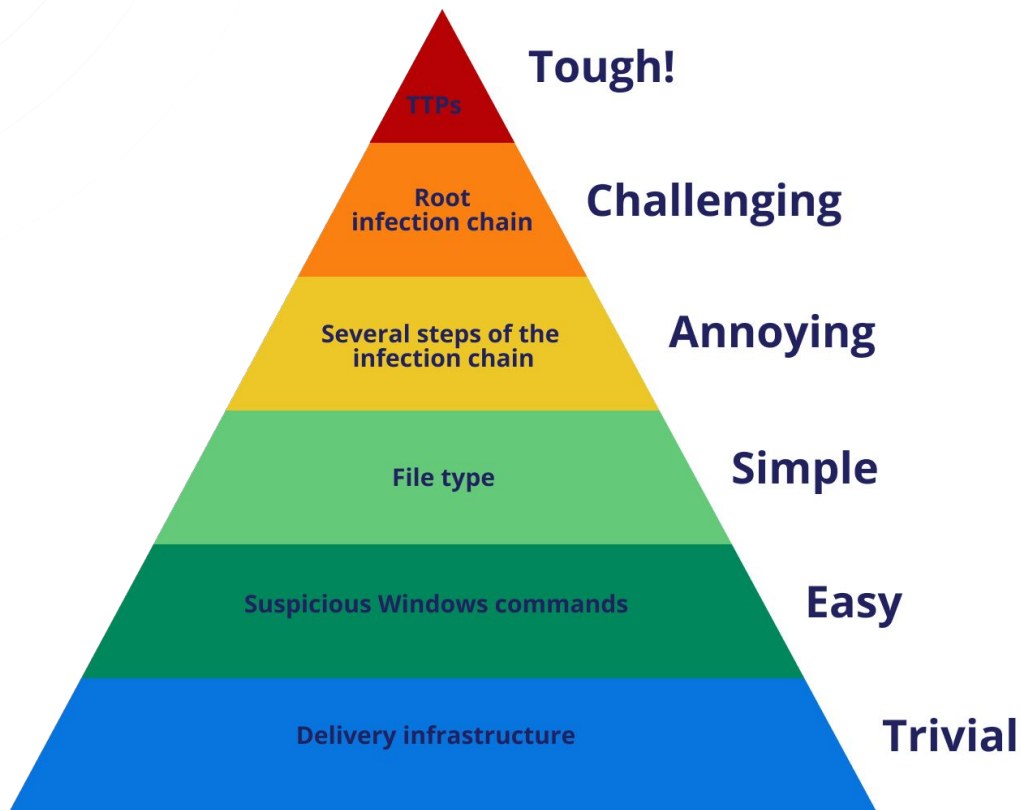 Tough!
TTPs
Root
infection chain
Challenging
Several steps of the
infection chain
Annoying
File type
Simple
Suspicious Windows commands
Easy
Delivery infrastructure
Trivial